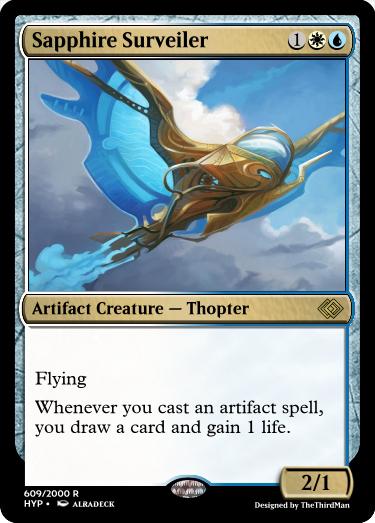 Sapphire Surveiler 1
Artifact Creature — Thopter
Flying
Whenever you cast an artifact spell,
you draw a card and gain 1 life.
2/1
609/2000 R
HYP • ALRADECK
Designed by TheThirdMan